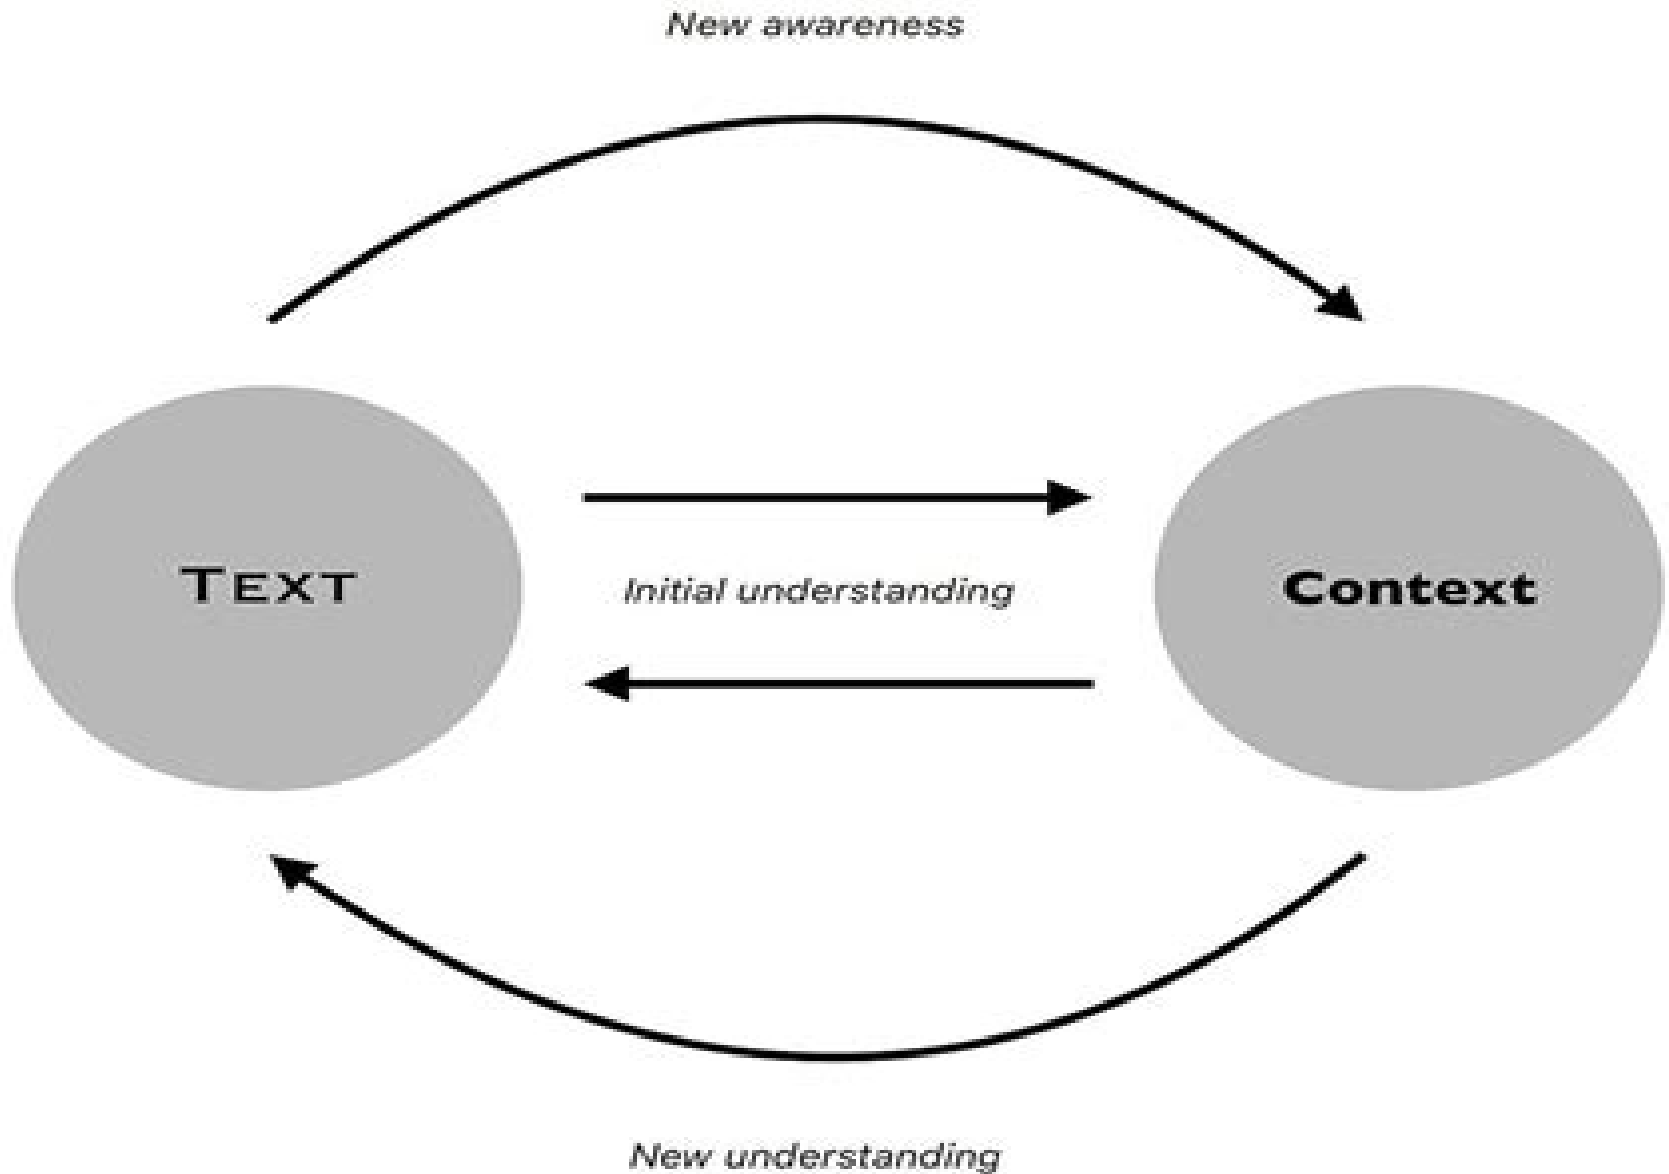 New awareness
TEXT
Initial understanding
Context
New understanding